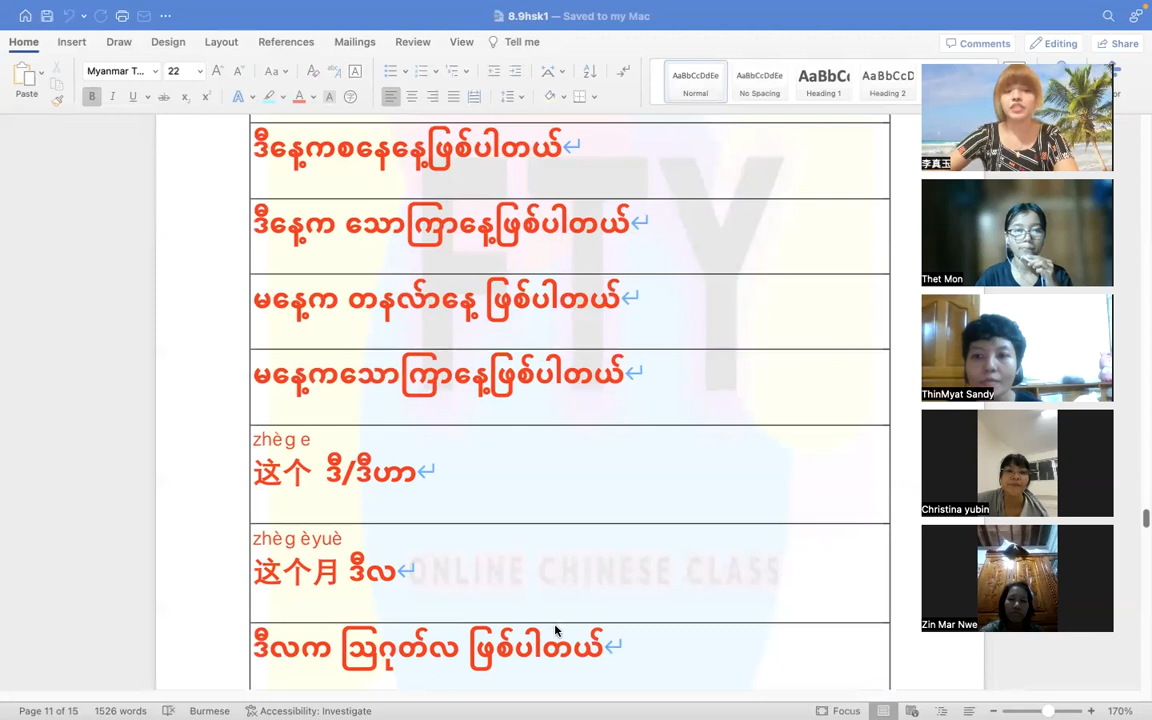 8.9hsk1 — Saved to my Mac
Home Insert Draw Design Layout References Mailings Review View Tell me Comments Editing Share
Paste Myanmar T... 22 AaBbCcDdEe AaBbCcDdEe AaBbCc AaBbCcD
Normal No Spacing Heading 1 Heading 2
李真玉
Thet Mon
ThinMyat Sandy
Christina yubin
Zin Mar Nwe
FTY
ဒီနေ့ကစနေနေ့ဖြစ်ပါတယ်
ဒီနေ့က သောကြာနေ့ဖြစ်ပါတယ်
မနေ့က တနင်္လာနေ့ ဖြစ်ပါတယ်
မနေ့ကသောကြာနေ့ဖြစ်ပါတယ်
zhè g e
这个 ဒီ/ဒီဟာ
zhè g èyuè
这个月 ဒီလ
ONLINE CHINESE CLASS
ဒီလက ဩဂုတ်လ ဖြစ်ပါတယ်
Page 11 of 15 1526 words Burmese Accessibility: Investigate Focus 170%